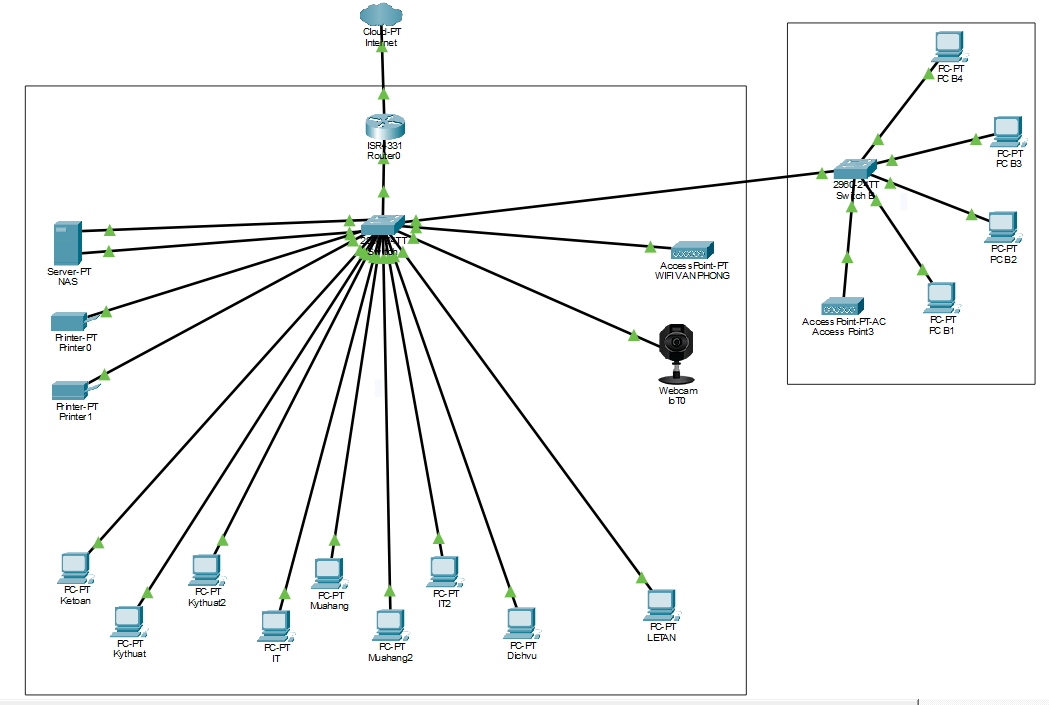 Cloud-PT
Internet
ISR4331
Router0
Server-PT
NAS
Printer-PT
Printer0
Printer-PT
Printer1
AccessPoint-PT
WIFI VAN PHONG
Webcam
IoT0
PC-PT
Ketoan
PC-PT
Kythuat
PC-PT
Kythuat2
PC-PT
IT
PC-PT
Muahang
PC-PT
Muahang2
PC-PT
IT2
PC-PT
Dichvu
PC-PT
LETAN
PC-PT
PC B4
PC-PT
PC B3
2960-24TT
Switch B
PC-PT
PC B2
PC-PT
PC B1
Access Point-PT-AC
Access Point3